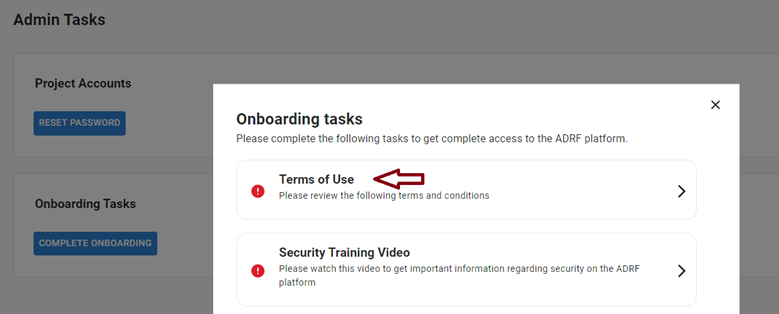 Admin Tasks
Project Accounts
RESET PASSWORD
Onboarding Tasks
COMPLETE ONBOARDING
Onboarding tasks
Please complete the following tasks to get complete access to the ADRF platform.
Terms of Use
Please review the following terms and conditions
Security Training Video
Please watch this video to get important information regarding security on the ADRF
platform